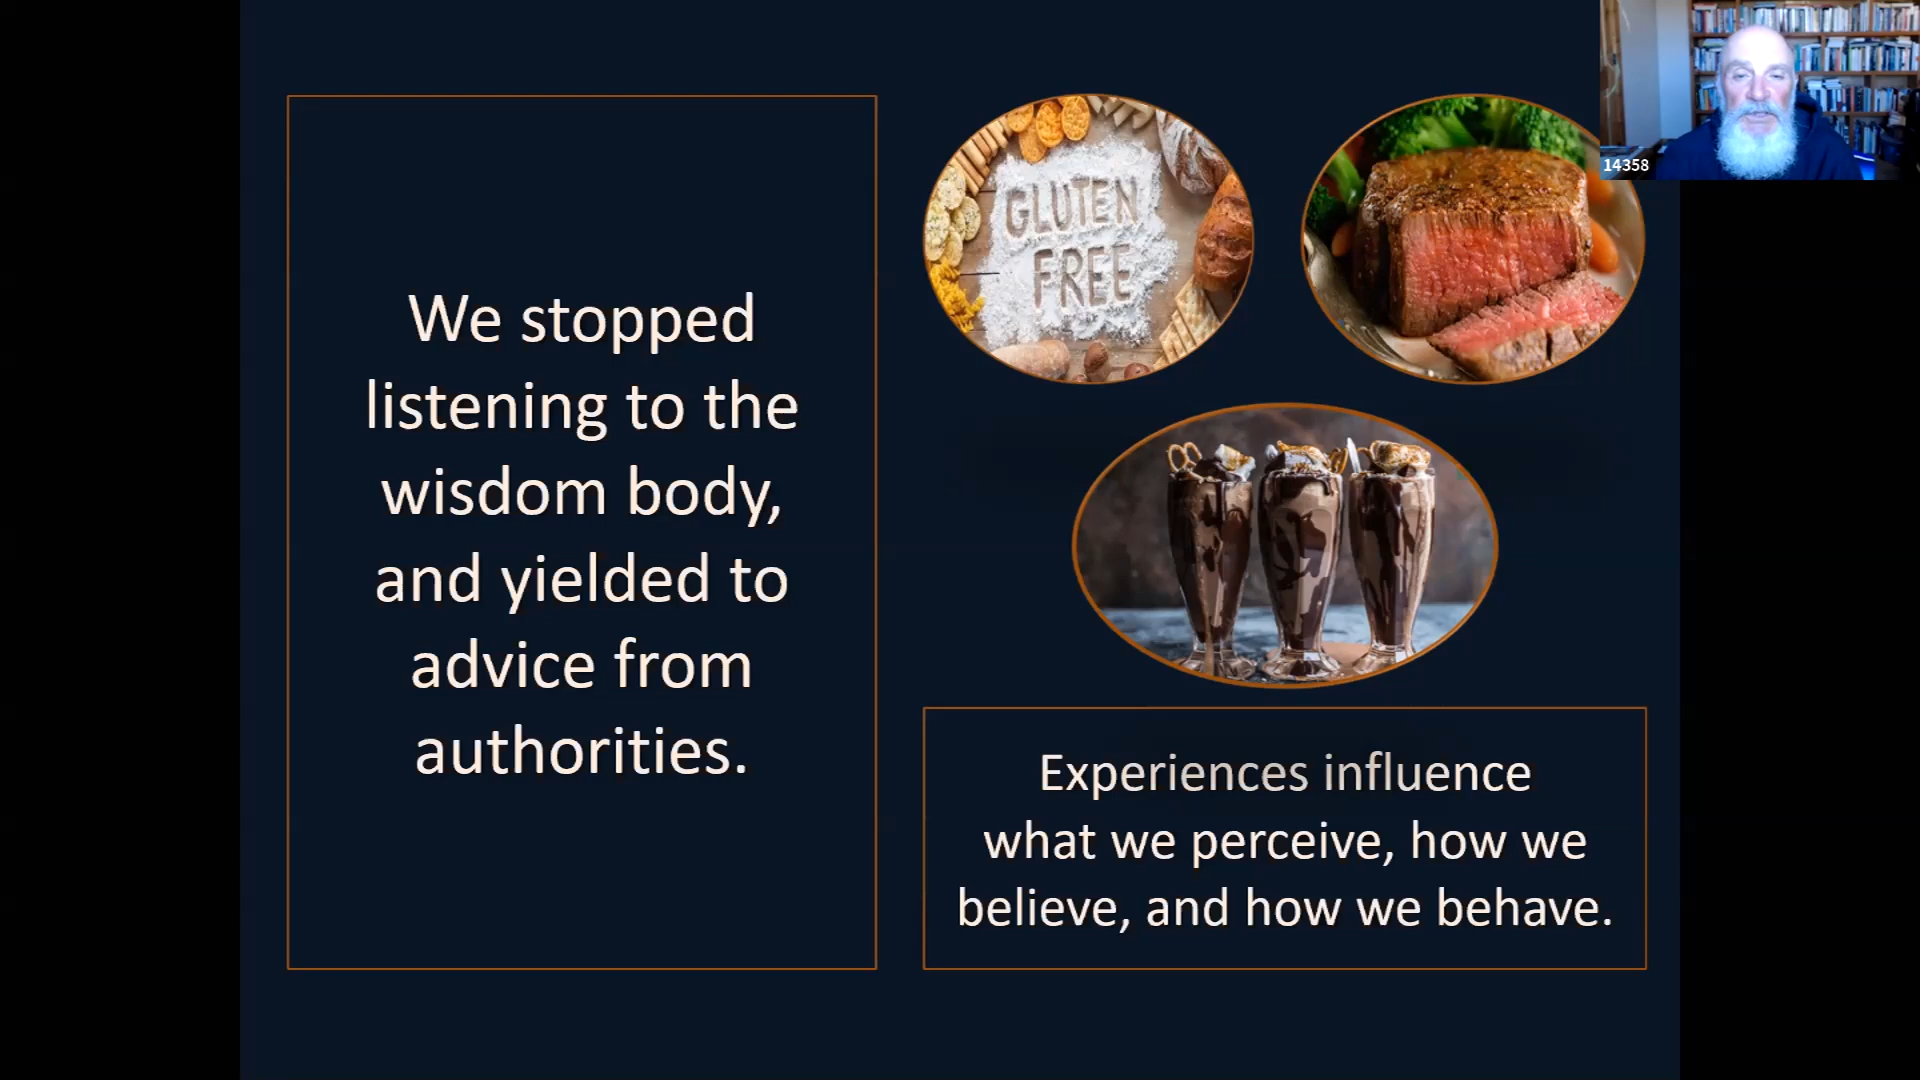 We stopped
listening to the
wisdom body,
and yielded to
advice from
authorities.
GLUTEN
FREE
14358
Experiences influence
what we perceive, how we
believe, and how we behave.